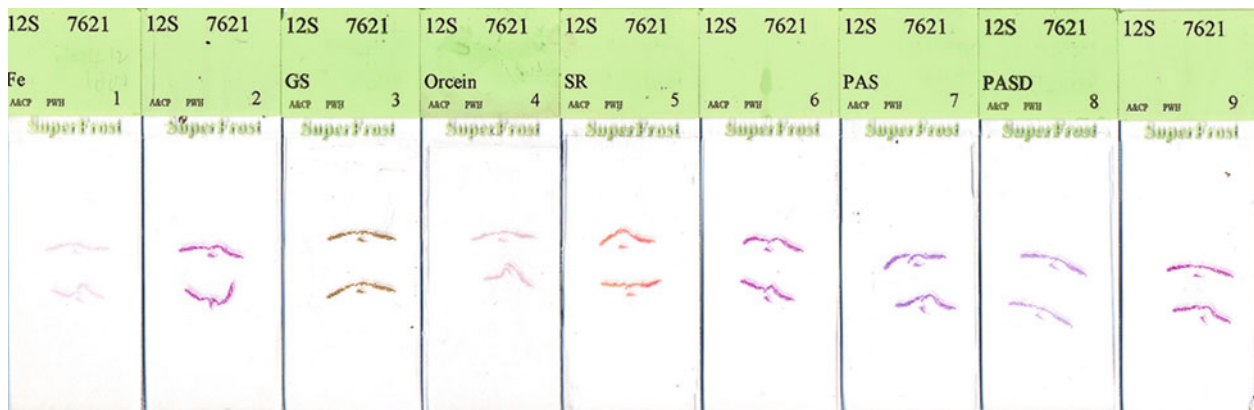 12S 7621
Fe
A&CP PWH 1
SuperFrost
12S 7621
A&CP PWH 2
SuperFrost
12S 7621
GS
A&CP PWH 3
SuperFrost
12S 7621
Orcein
A&CP PWH 4
SuperFrost
12S 7621
SR
A&CP PWH 5
SuperFrost
12S 7621
A&CP PWH 6
SuperFrost
12S 7621
PAS
A&CP PWH 7
SuperFrost
12S 7621
PASD
A&CP PWH 8
SuperFrost
12S 7621
A&CP PWH 9
SuperFrost